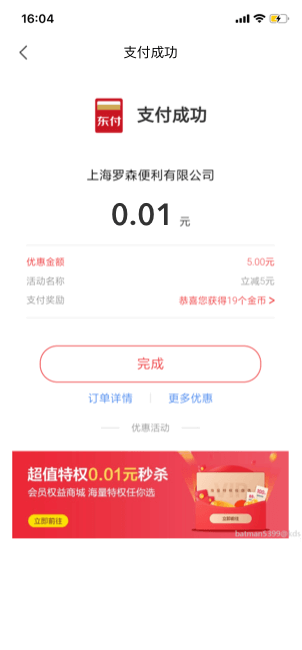 16:04
支付成功
东付
支付成功
上海罗森便利有限公司
0.01 元
优惠金额 5.00元
活动名称 立减5元
支付奖励 恭喜您获得19个金币 >
完成
订单详情 更多优惠
优惠活动
超值特权0.01元秒杀
会员权益商城 海量特权任你选
立即前往
立即前往